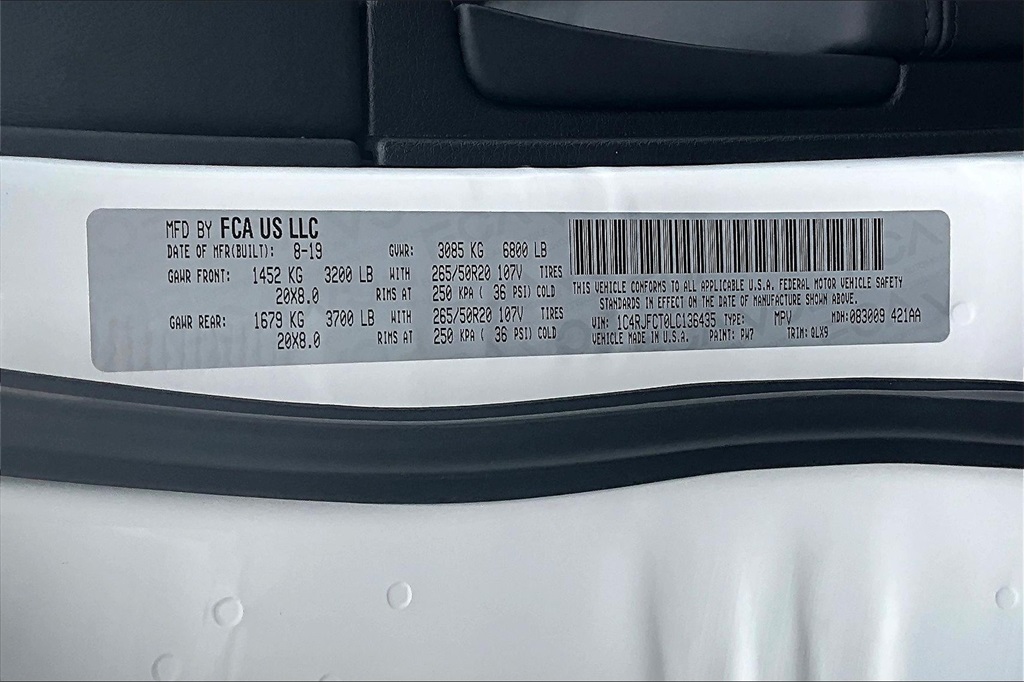 MFD BY FCA US LLC
DATE OF MFR(BUILT): 8-19 GVWR: 3085 KG 6800 LB
GAWR FRONT: 1452 KG 3200 LB WITH 265/50R20 107V TIRES
20X8.0 RIMS AT 250 KPA ( 36 PSI) COLD
GAWR REAR: 1679 KG 3700 LB WITH 265/50R20 107V TIRES
20X8.0 RIMS AT 250 KPA ( 36 PSI) COLD
THIS VEHICLE CONFORMS TO ALL APPLICABLE U.S.A. FEDERAL MOTOR VEHICLE SAFETY
STANDARDS IN EFFECT ON THE DATE OF MANUFACTURE SHOWN ABOVE.
VIN: 1C4RJFCT0LC136435 TYPE: MPV MDH:083009 421AA
VEHICLE MADE IN U.S.A. PAINT: PW7 TRIM:QLX9